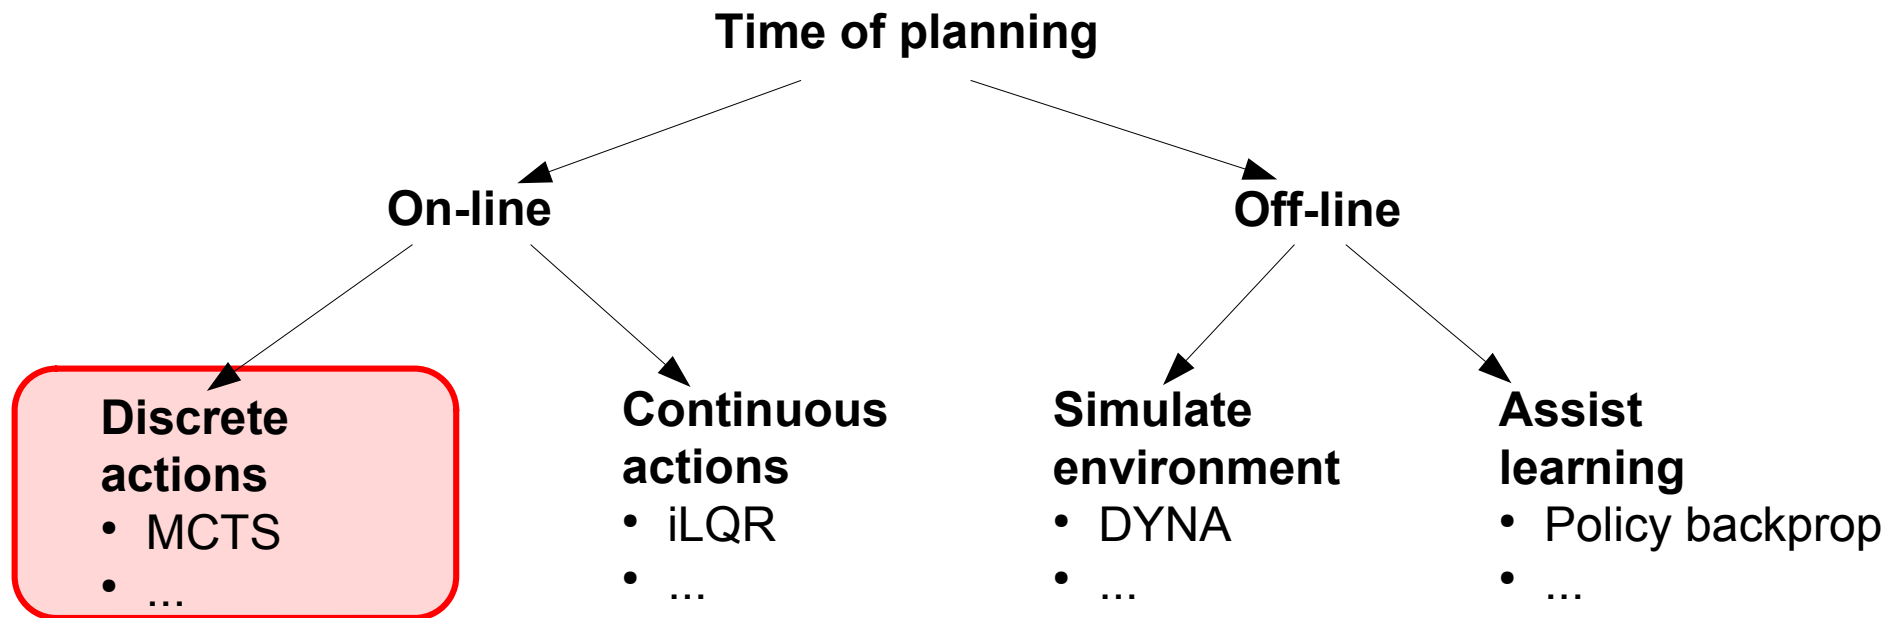 Time of planning
On-line
Off-line
Discrete
actions
• MCTS
• ...
Continuous
actions
• iLQR
• ...
Simulate
environment
• DYNA
• ...
Assist
learning
• Policy backprop
• ...